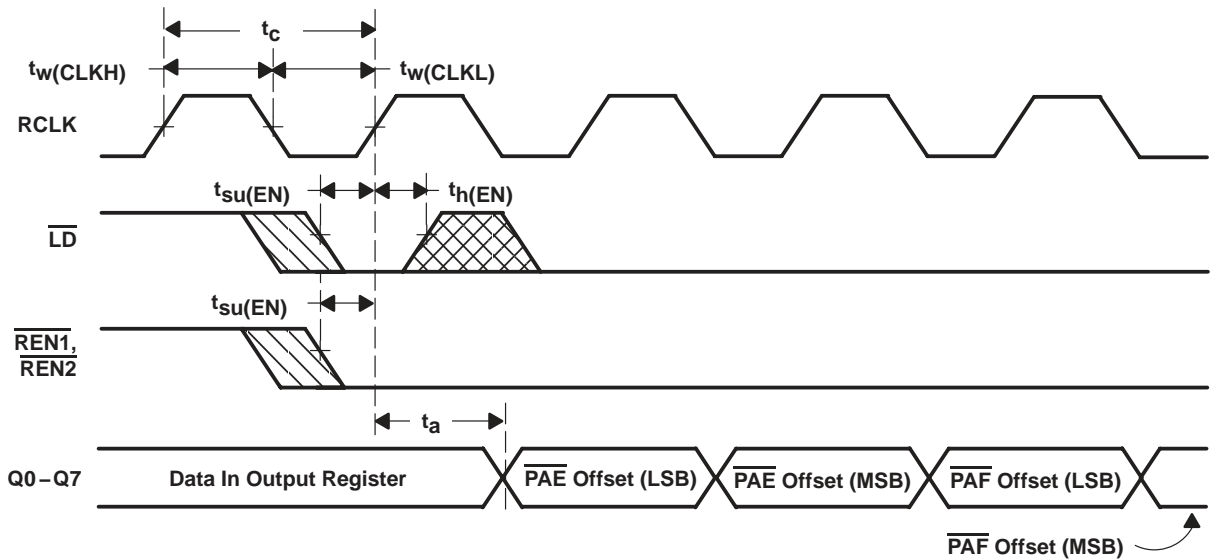 tc
tw(CLKH)
tw(CLKL)
RCLK
tsu(EN)
th(EN)
LD
tsu(EN)
REN1,
REN2
ta
Q0–Q7
Data In Output Register
PAE Offset (LSB)
PAE Offset (MSB)
PAF Offset (LSB)
PAF Offset (MSB)